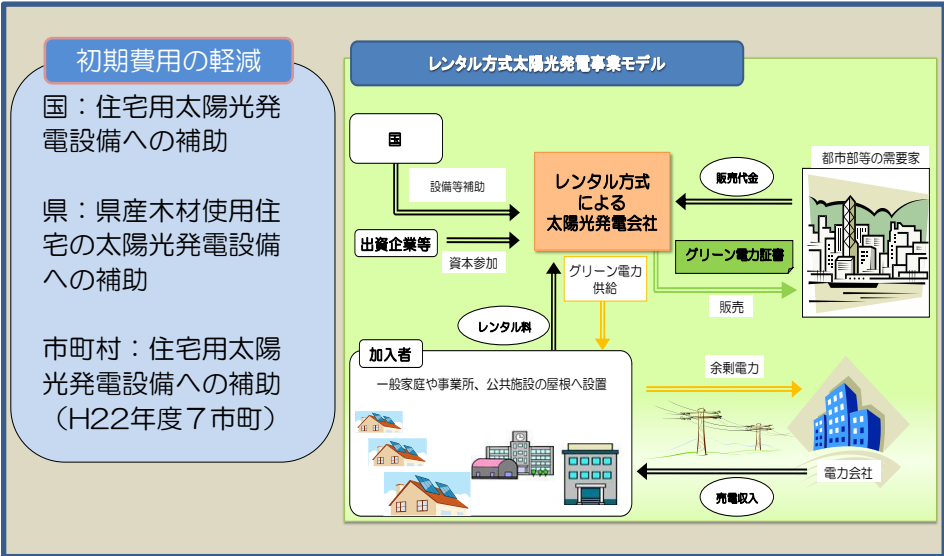 初期費用の軽減
国：住宅用太陽光発
電設備への補助
県：県産木材使用住
宅の太陽光発電設備
への補助
市町村：住宅用太陽
光発電設備への補助
（H22年度７市町）
レンタル方式太陽光発電事業モデル
国
設備等補助
出資企業等
資本参加
レンタル方式
による
太陽光発電会社
販売代金
都市部等の需要家
グリーン電力証書
販売
グリーン電力
供給
レンタル料
加入者
一般家庭や事業所、公共施設の屋根へ設置
余剰電力
電力会社
売電収入